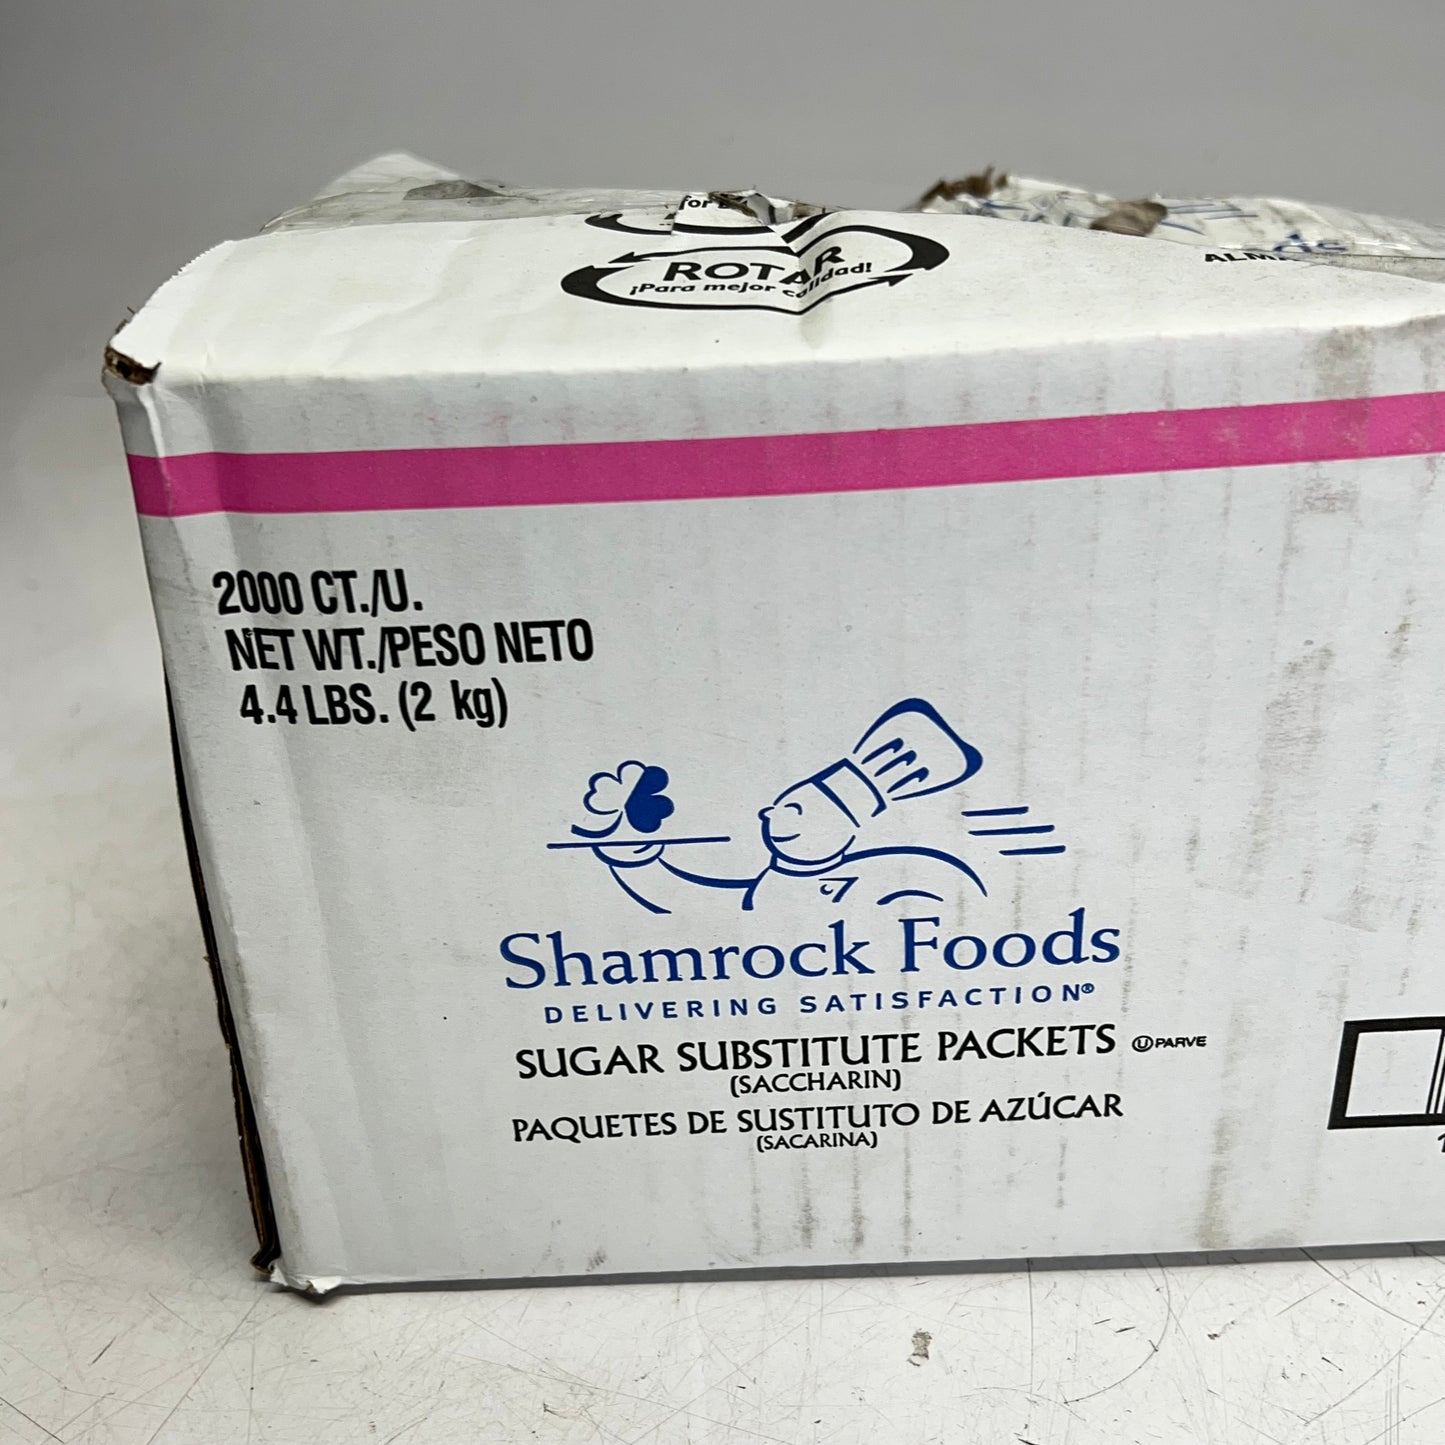 ROTAR
¡Para mejor calidad!
2000 CT./U.
NET WT./PESO NETO
4.4 LBS. (2 kg)
Shamrock Foods
DELIVERING SATISFACTION®
SUGAR SUBSTITUTE PACKETS Ⓤ PARVE
(SACCHARIN)
PAQUETES DE SUSTITUTO DE AZÚCAR
(SACARINA)